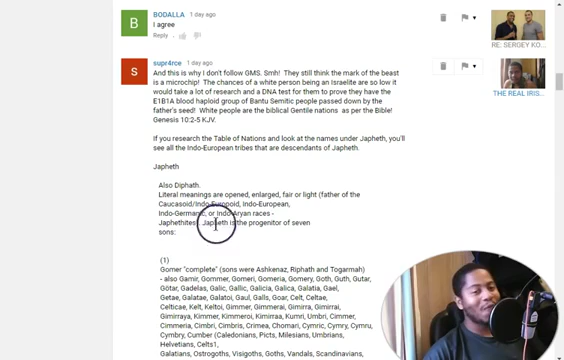 B
BODALLA 1 day ago
I agree
Reply
RE: SERGEY KO...
S
supr4rce 1 day ago
THE REAL IRIS...
And this is why I don't follow GMS. Smh! They still think the mark of the beast
is a microchip! The chances of a white person being an Israelite are so low it
would take a lot of research and a DNA test for them to prove they have the
E1B1A blood haploid group of Bantu Semitic people passed down by the
father's seed! White people are the biblical Gentile nations as per the Bible!
Genesis 10:2-5 KJV.
If you research the Table of Nations and look at the names under Japheth, you'll
see all the Indo-European tribes that are descendants of Japheth.
Japheth
Also Diphath.
Literal meanings are opened, enlarged, fair or light (father of the
Caucasoid/Indo-Europoid, Indo-European,
Indo-Germanic, or Indo-Aryan races -
Japhethites). Japheth is the progenitor of seven
sons:
(1)
Gomer "complete" (sons were Ashkenaz, Riphath and Togarmah)
- also Gamir, Gommer, Gomeri, Gomeria, Gomery, Goth, Guth, Gutar,
Götar, Gadelas, Galic, Gallic, Galicia, Galica, Galatia, Gael,
Getae, Galatae, Galatoi, Gaul, Galls, Goar, Celt, Celtae,
Celticae, Kelt, Keltoi, Gimmer, Gimmerai, Gimirra, Gimirrai,
Gimirraya, Kimmer, Kimmeroi, Kimirraa, Kumri, Umbri, Cimmer,
Cimmeria, Cimbri, Cimbris, Crimea, Chomari, Cymric, Cymry, Cymru,
Cymbry, Cumber (Caledonians, Picts, Milesians, Umbrians,
Helvetians, Celts1,
Galatians, Ostrogoths, Visigoths, Goths, Vandals, Scandinavians,